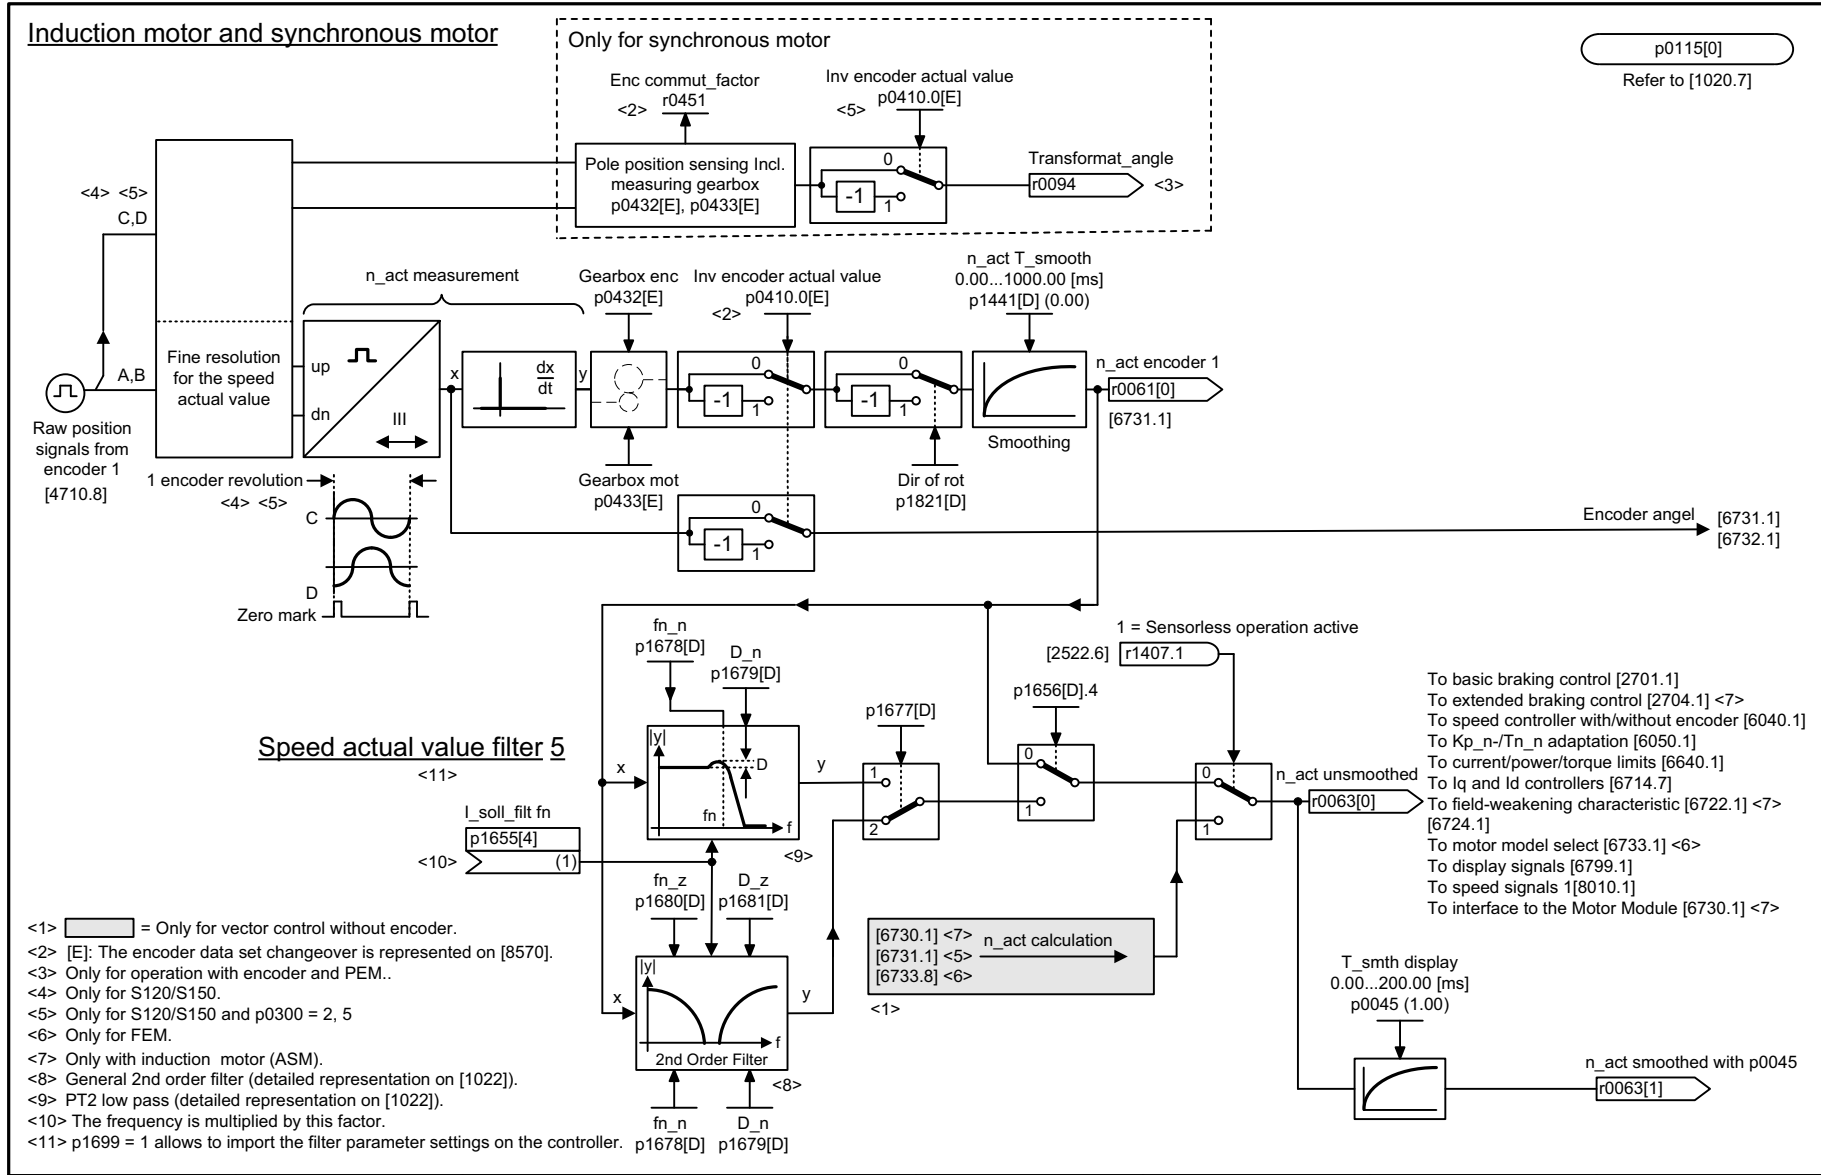 Induction motor and synchronous motor
Only for synchronous motor
p0115[0]
Refer to [1020.7]
Enc commut_factor
r0451
<2>
Inv encoder actual value
p0410.0[E]
<5>
Pole position sensing Incl.
measuring gearbox
p0432[E], p0433[E]
0
-1
1
Transformat_angle
r0094
<3>
<4> <5>
C,D
A,B
Raw position
signals from
encoder 1
[4710.8]
Fine resolution
for the speed
actual value
n_act measurement
up
dn
III
x
dx
dt
y
Gearbox enc
p0432[E]
Gearbox mot
p0433[E]
Inv encoder actual value
p0410.0[E]
<2>
0
-1
1
0
-1
1
Dir of rot
p1821[D]
n_act T_smooth
0.00...1000.00 [ms]
p1441[D] (0.00)
Smoothing
n_act encoder 1
r0061[0]
[6731.1]
1 encoder revolution
<4> <5>
C
D
Zero mark
0
-1
1
Encoder angel
[6731.1]
[6732.1]
fn_n
p1678[D]
D_n
p1679[D]
Speed actual value filter 5
<11>
x
|y|
D
fn
f
y
<9>
I_soll_filt fn
p1655[4]
(1)
<10>
p1677[D]
1
2
p1656[D].4
0
1
1 = Sensorless operation active
[2522.6]
r1407.1
0
1
n_act unsmoothed
r0063[0]
To basic braking control [2701.1]
To extended braking control [2704.1] <7>
To speed controller with/without encoder [6040.1]
To Kp_n-/Tn_n adaptation [6050.1]
To current/power/torque limits [6640.1]
To Iq and Id controllers [6714.7]
To field-weakening characteristic [6722.1] <7>
[6724.1]
To motor model select [6733.1] <6>
To display signals [6799.1]
To speed signals 1[8010.1]
To interface to the Motor Module [6730.1] <7>
fn_z
p1680[D]
D_z
p1681[D]
x
|y|
f
2nd Order Filter
y
<8>
fn_n
p1678[D]
D_n
p1679[D]
[6730.1] <7>
[6731.1] <5>
[6733.8] <6>
n_act calculation
<1>
T_smth display
0.00...200.00 [ms]
p0045 (1.00)
n_act smoothed with p0045
r0063[1]
<1> = Only for vector control without encoder.
<2> [E]: The encoder data set changeover is represented on [8570].
<3> Only for operation with encoder and PEM..
<4> Only for S120/S150.
<5> Only for S120/S150 and p0300 = 2, 5
<6> Only for FEM.
<7> Only with induction motor (ASM).
<8> General 2nd order filter (detailed representation on [1022]).
<9> PT2 low pass (detailed representation on [1022]).
<10> The frequency is multiplied by this factor.
<11> p1699 = 1 allows to import the filter parameter settings on the controller.